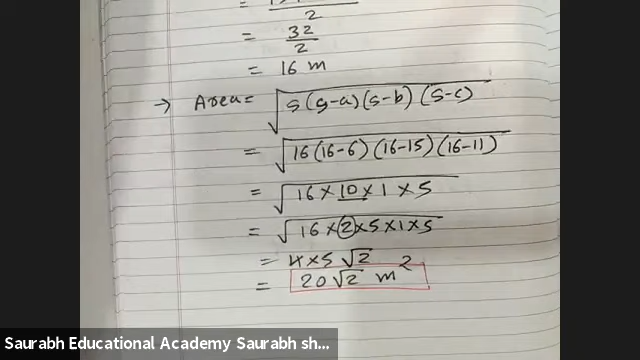 2
= 32/2
= 16 m
→ Area = √s(s-a)(s-b)(s-c)
= √16(16-6)(16-15)(16-11)
= √16×10×1×5
= √16×2×5×1×5
= 4×5√2
= 20√2 m²
Saurabh Educational Academy Saurabh sh...